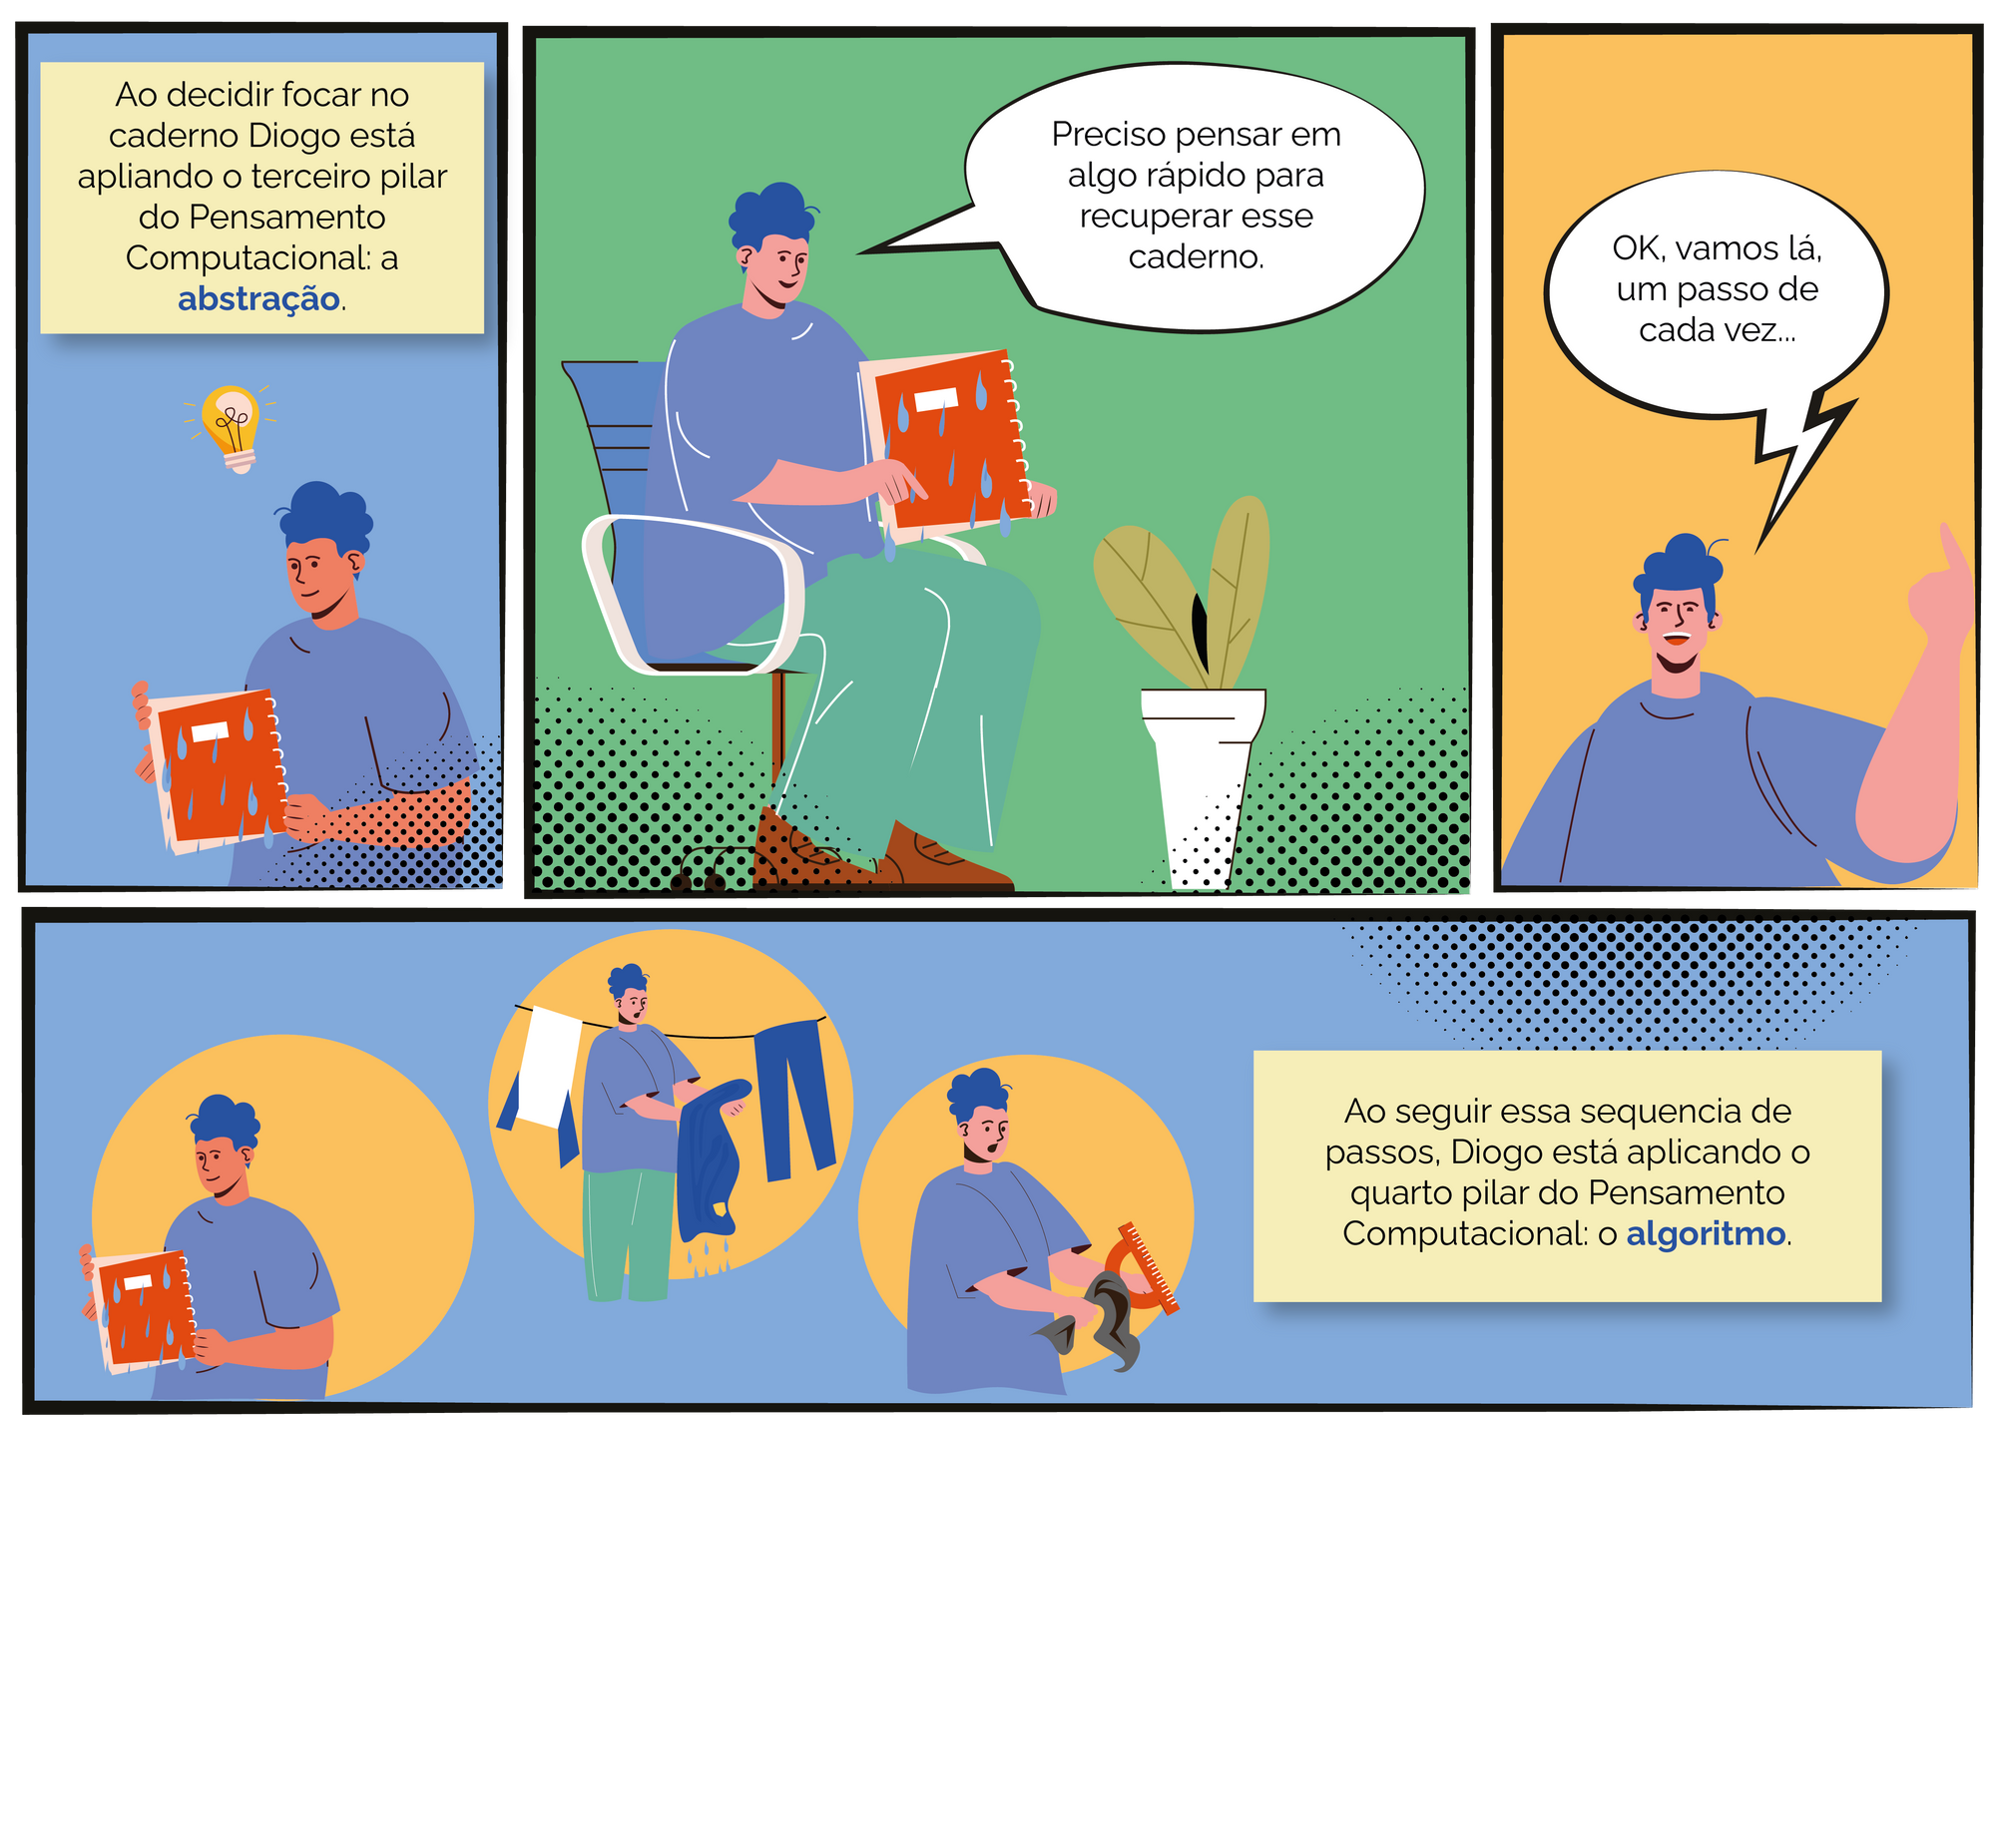 Ao decidir focar no
caderno Diogo está
apliando o terceiro pilar
do Pensamento
Computacional: a
abstração.
Preciso pensar em
algo rápido para
recuperar esse
caderno.
OK, vamos lá,
um passo de
cada vez...
Ao seguir essa sequencia de
passos, Diogo está aplicando o
quarto pilar do Pensamento
Computacional: o algoritmo.